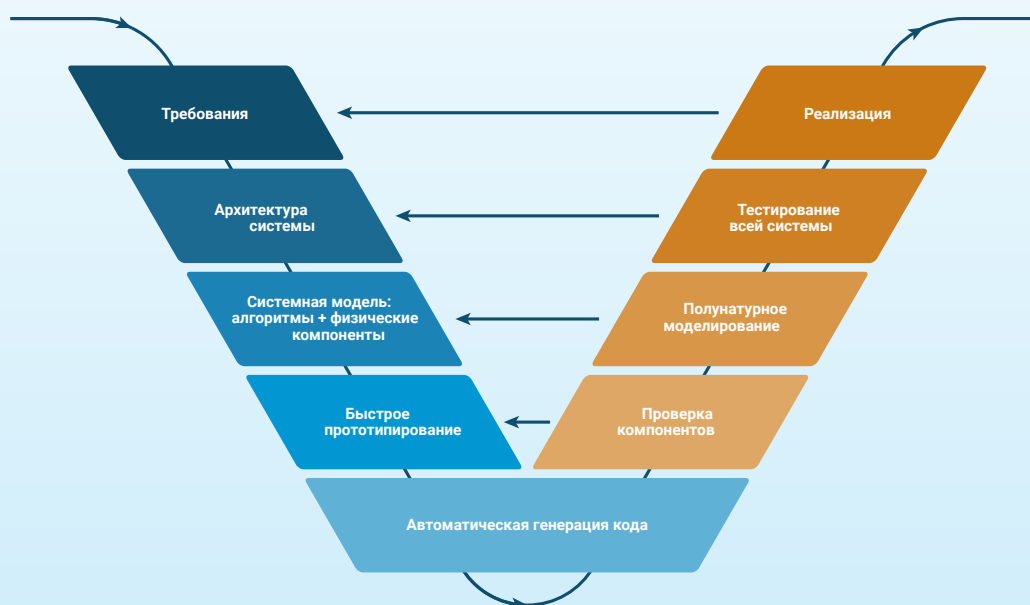 Требования
Реализация
Архитектура
системы
Тестирование
всей системы
Системная модель:
алгоритмы + физические
компоненты
Полунатурное
моделирование
Быстрое
прототипирование
Проверка
компонентов
Автоматическая генерация кода